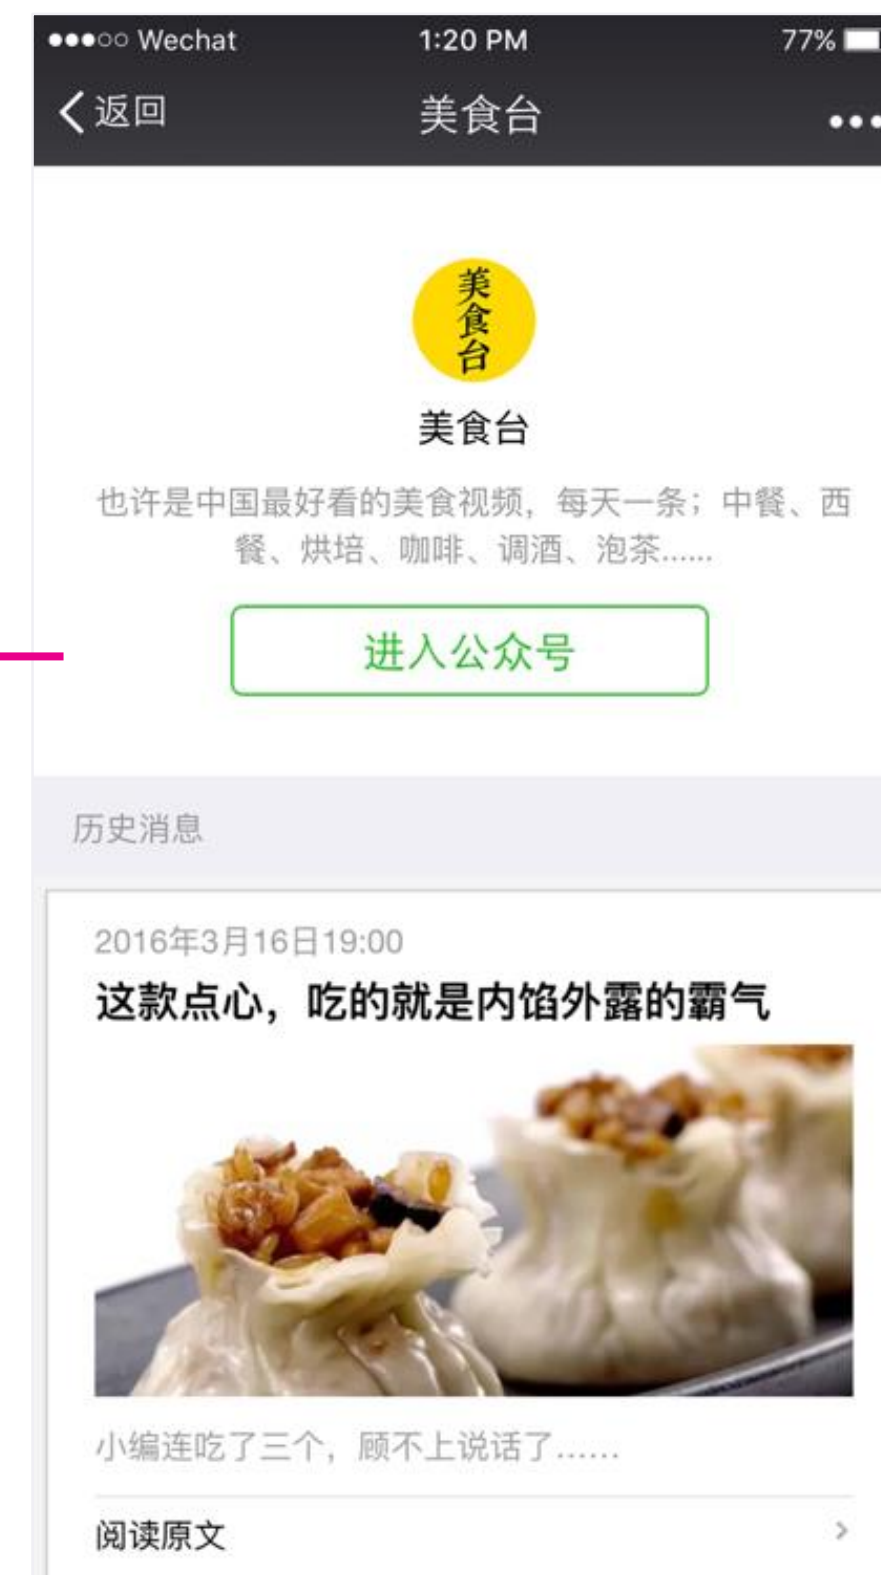 ●●●○○ Wechat 1:20 PM 77%
返回 美食台 •••
美食台
美食台
也许是中国最好看的美食视频，每天一条；中餐、西
餐、烘培、咖啡、调酒、泡茶......
进入公众号
历史消息
2016年3月16日19:00
这款点心，吃的就是内馅外露的霸气
小编连吃了三个，顾不上说话了......
阅读原文